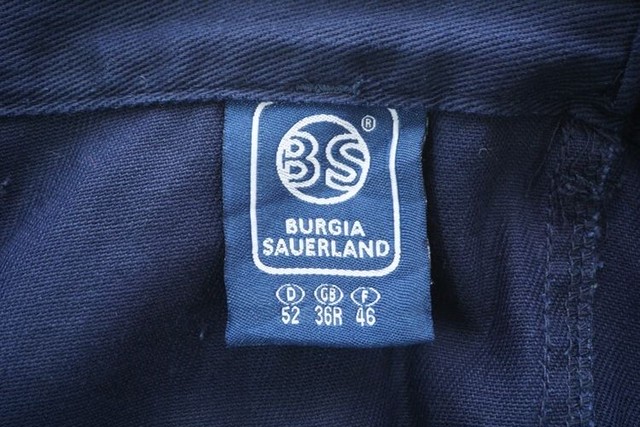 BS ®
BURGIA
SAUERLAND
D GB F
52 36R 46